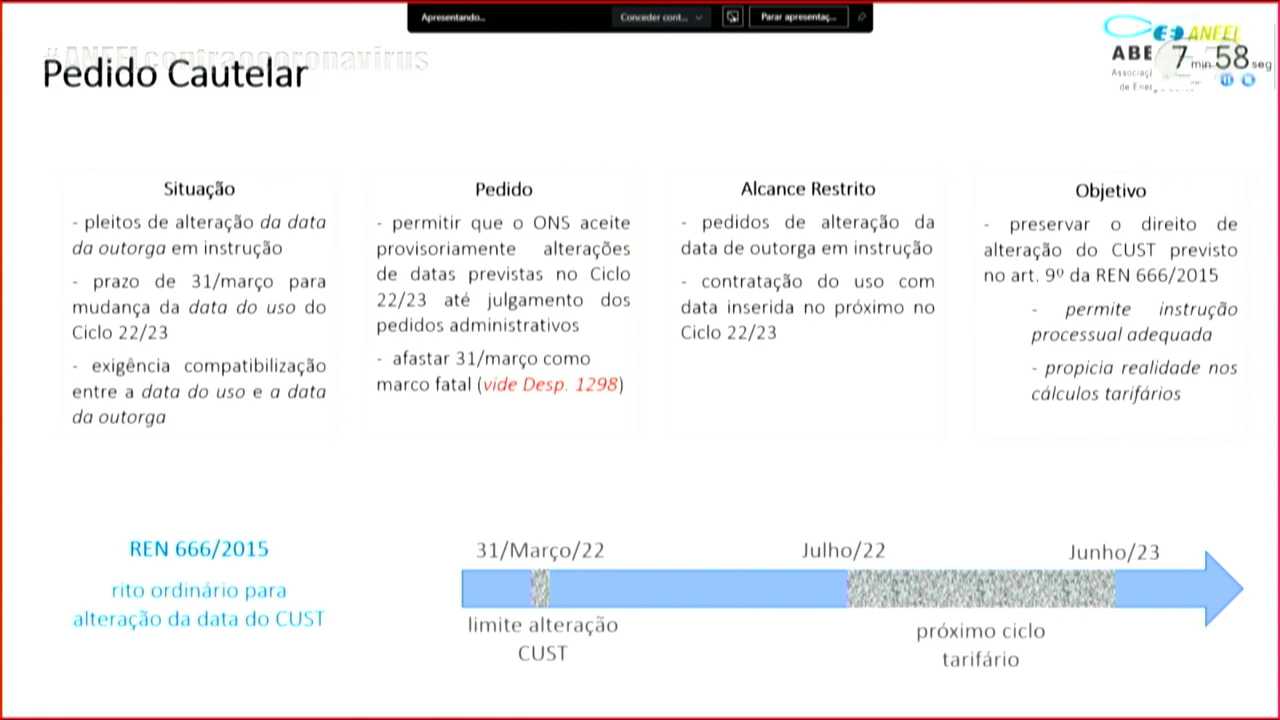 Apresentando...
Conceder cont...
Parar apresentaç...
#ANEELcontraocoronavirus
Pedido Cautelar
ANEEL
ABE
7 min 58 seg
Associaçã
de Ener
Situação
- pleitos de alteração da data
da outorga em instrução
- prazo de 31/março para
mudança da data do uso do
Ciclo 22/23
- exigência compatibilização
entre a data do uso e a data
da outorga
Pedido
- permitir que o ONS aceite
provisoriamente alterações
de datas previstas no Ciclo
22/23 até julgamento dos
pedidos administrativos
- afastar 31/março como
marco fatal (vide Desp. 1298)
Alcance Restrito
- pedidos de alteração da
data de outorga em instrução
- contratação do uso com
data inserida no próximo no
Ciclo 22/23
Objetivo
- preservar o direito de
alteração do CUST previsto
no art. 9º da REN 666/2015
- permite instrução
processual adequada
- propicia realidade nos
cálculos tarifários
REN 666/2015
rito ordinário para
alteração da data do CUST
31/Março/22
Julho/22
Junho/23
limite alteração
CUST
próximo ciclo
tarifário